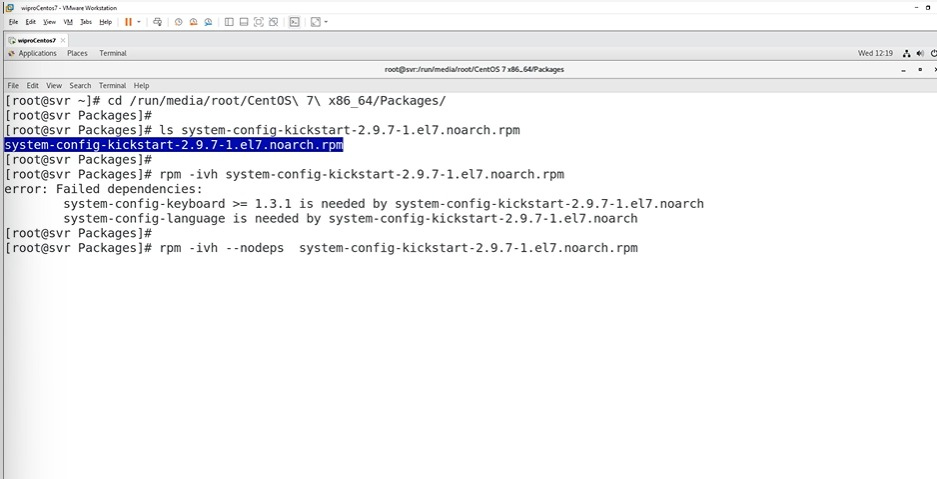 wiproCentos7 - VMware Workstation
File Edit View VM Tabs Help
wiproCentos7
Applications Places Terminal Wed 12:19
root@svr:/run/media/root/CentOS 7 x86_64/Packages
File Edit View Search Terminal Help
[root@svr ~]# cd /run/media/root/CentOS\ 7\ x86_64/Packages/
[root@svr Packages]#
[root@svr Packages]# ls system-config-kickstart-2.9.7-1.el7.noarch.rpm
system-config-kickstart-2.9.7-1.el7.noarch.rpm
[root@svr Packages]#
[root@svr Packages]# rpm -ivh system-config-kickstart-2.9.7-1.el7.noarch.rpm
error: Failed dependencies:
system-config-keyboard >= 1.3.1 is needed by system-config-kickstart-2.9.7-1.el7.noarch
system-config-language is needed by system-config-kickstart-2.9.7-1.el7.noarch
[root@svr Packages]#
[root@svr Packages]# rpm -ivh --nodeps  system-config-kickstart-2.9.7-1.el7.noarch.rpm